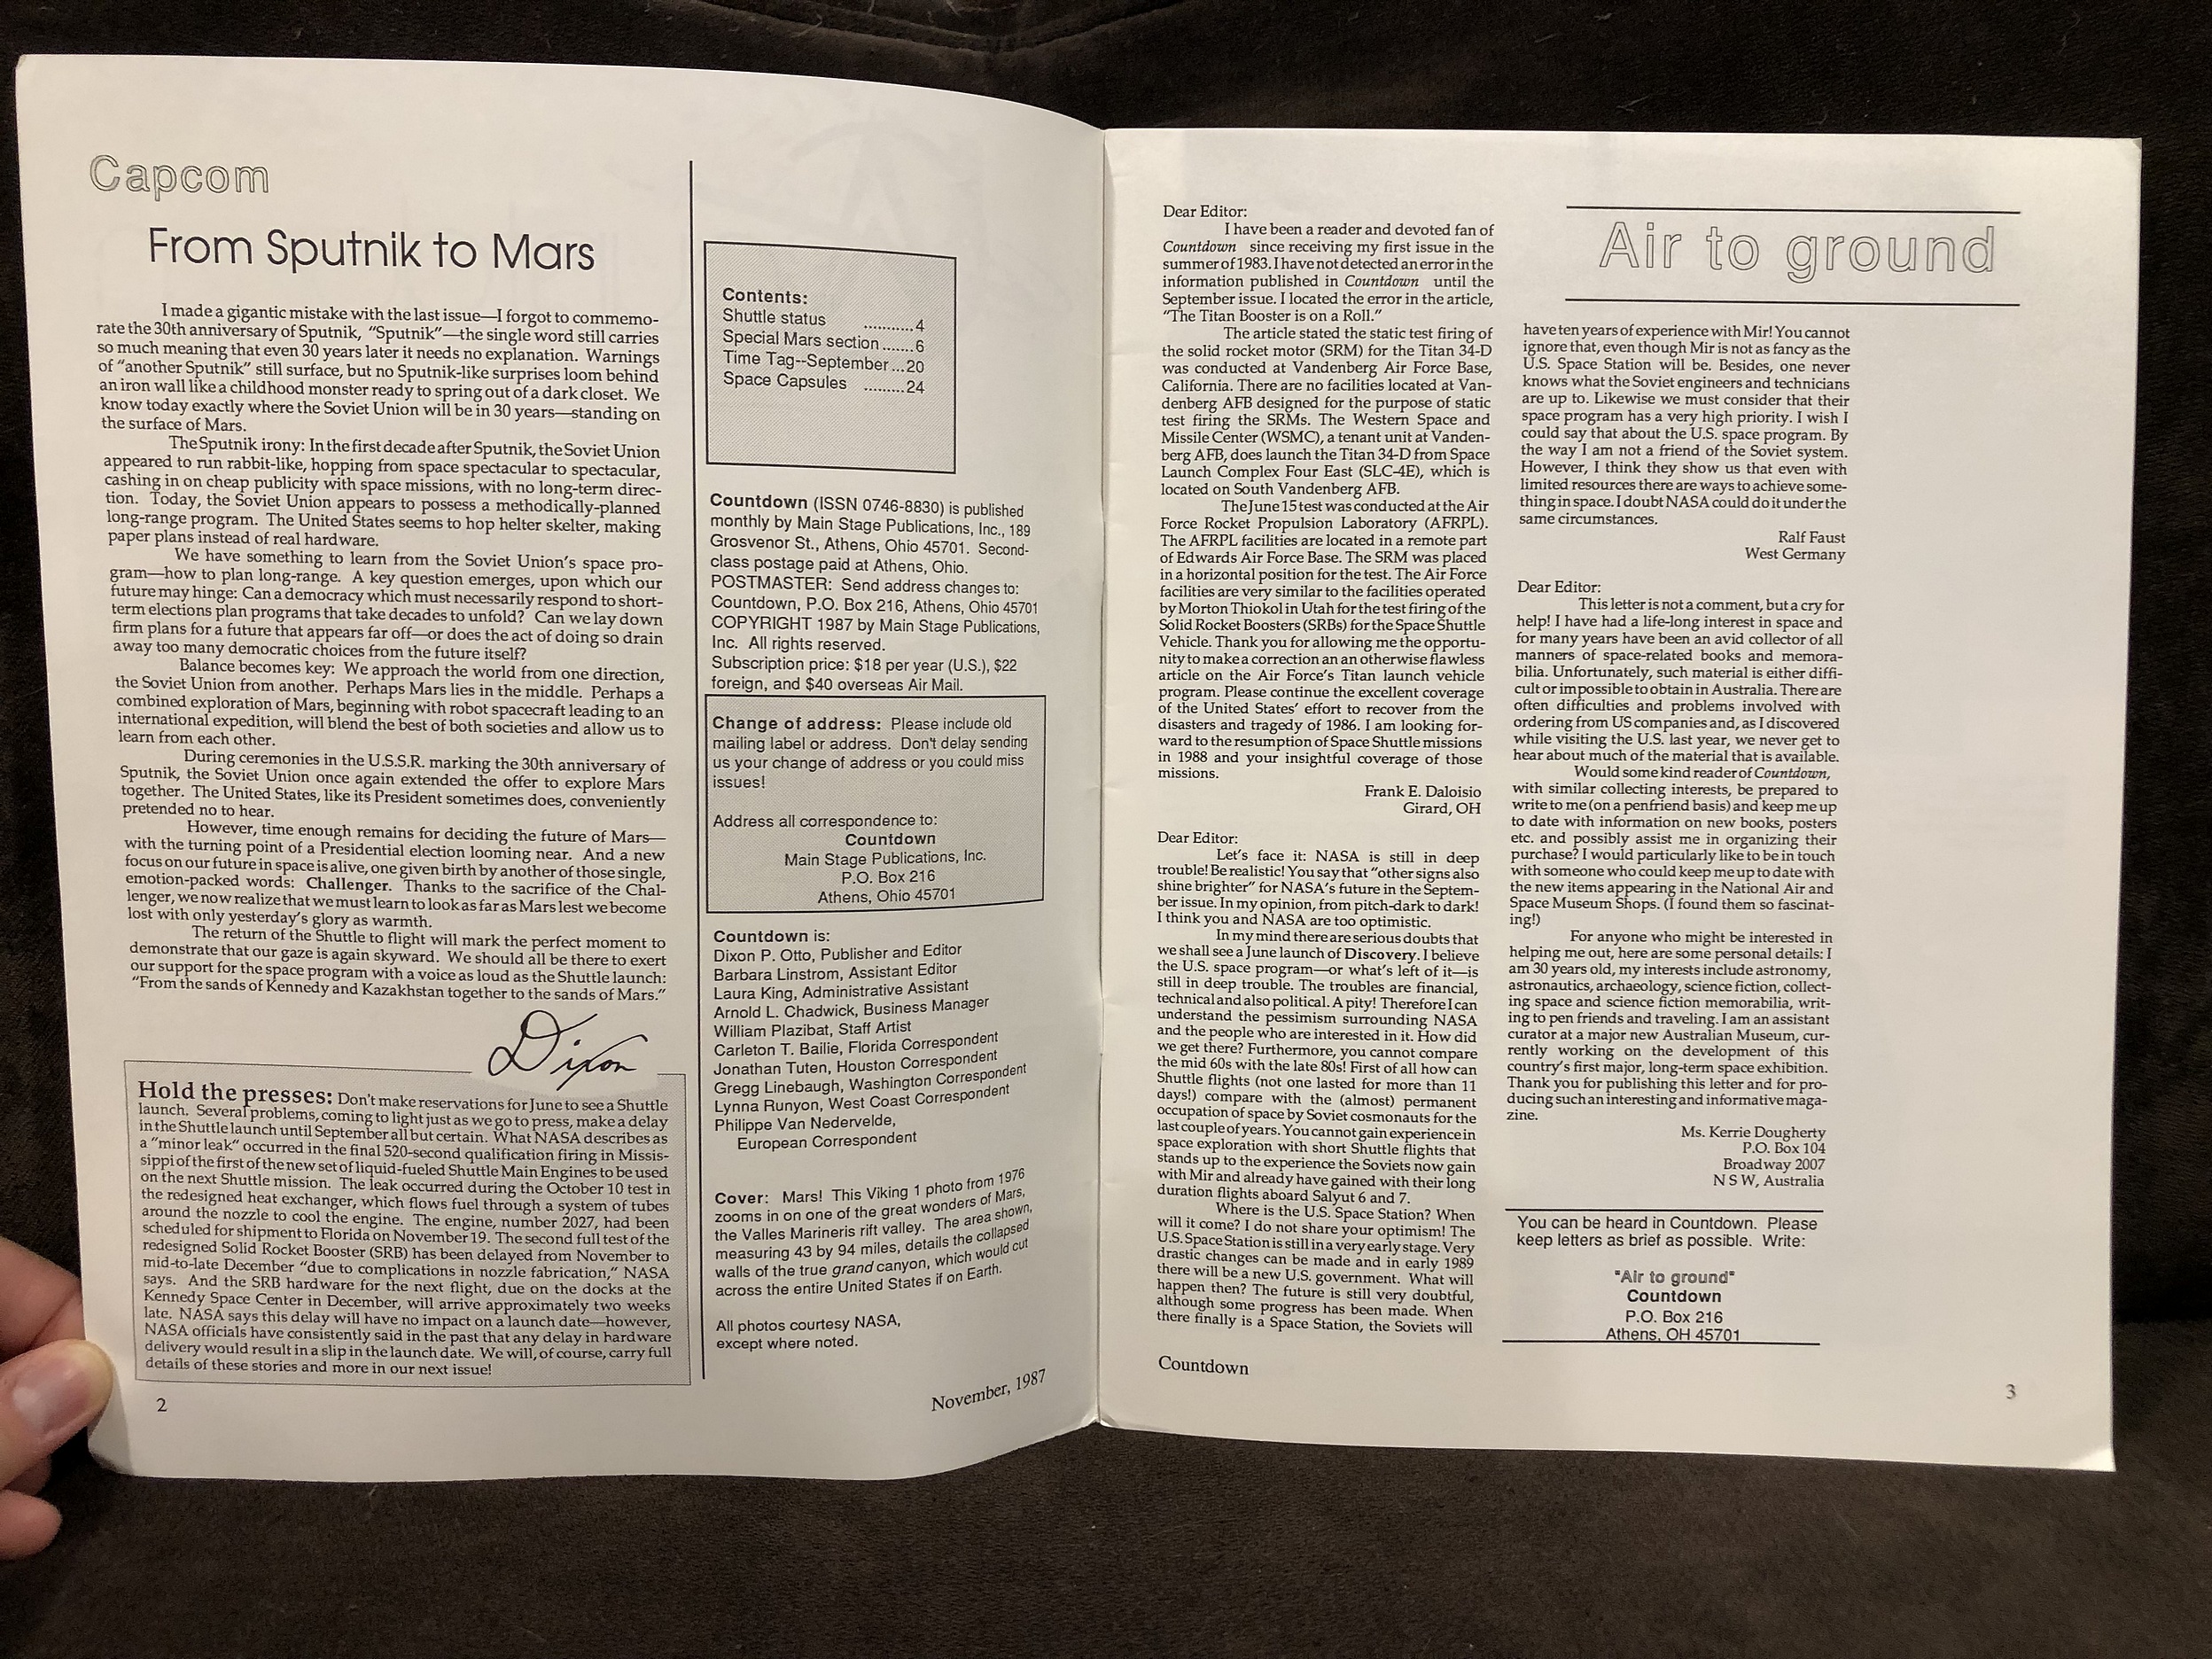 Capcom
From Sputnik to Mars
I made a gigantic mistake with the last issue—I forgot to commemo-
rate the 30th anniversary of Sputnik, “Sputnik”—the single word still carries
so much meaning that even 30 years later it needs no explanation. Warnings
of “another Sputnik” still surface, but no Sputnik-like surprises loom behind
an iron wall like a childhood monster ready to spring out of a dark closet. We
know today exactly where the Soviet Union will be in 30 years—standing on
the surface of Mars.
The Sputnik irony: In the first decade after Sputnik, the Soviet Union
appeared to run rabbit-like, hopping from space spectacular to spectacular,
cashing in on cheap publicity with space missions, with no long-term direc-
tion. Today, the Soviet Union appears to possess a methodically-planned
long-range program. The United States seems to hop helter skelter, making
paper plans instead of real hardware.
We have something to learn from the Soviet Union's space pro-
gram—how to plan long-range. A key question emerges, upon which our
future may hinge: Can a democracy which must necessarily respond to short-
term elections plan programs that take decades to unfold? Can we lay down
firm plans for a future that appears far off—or does the act of doing so drain
away too many democratic choices from the future itself?
Balance becomes key: We approach the world from one direction,
the Soviet Union from another. Perhaps Mars lies in the middle. Perhaps a
combined exploration of Mars, beginning with robot spacecraft leading to an
international expedition, will blend the best of both societies and allow us to
learn from each other.
During ceremonies in the U.S.S.R. marking the 30th anniversary of
Sputnik, the Soviet Union once again extended the offer to explore Mars
together. The United States, like its President sometimes does, conveniently
pretended no to hear.
However, time enough remains for deciding the future of Mars—
with the turning point of a Presidential election looming near. And a new
focus on our future in space is alive, one given birth by another of those single,
emotion-packed words: Challenger. Thanks to the sacrifice of the Chal-
lenger, we now realize that we must learn to look as far as Mars lest we become
lost with only yesterday's glory as warmth.
The return of the Shuttle to flight will mark the perfect moment to
demonstrate that our gaze is again skyward. We should all be there to exert
our support for the space program with a voice as loud as the Shuttle launch:
“From the sands of Kennedy and Kazakhstan together to the sands of Mars.”
Dixon
Hold the presses: Don't make reservations for June to see a Shuttle
launch. Several problems, coming to light just as we go to press, make a delay
in the Shuttle launch until September all but certain. What NASA describes as
a “minor leak” occurred in the final 520-second qualification firing in Missis-
sippi of the first of the new set of liquid-fueled Shuttle Main Engines to be used
on the next Shuttle mission. The leak occurred during the October 10 test in
the redesigned heat exchanger, which flows fuel through a system of tubes
around the nozzle to cool the engine. The engine, number 2027, had been
scheduled for shipment to Florida on November 19. The second full test of the
redesigned Solid Rocket Booster (SRB) has been delayed from November to
mid-to-late December “due to complications in nozzle fabrication,” NASA
says. And the SRB hardware for the next flight, due on the docks at the
Kennedy Space Center in December, will arrive approximately two weeks
late. NASA says this delay will have no impact on a launch date—however,
NASA officials have consistently said in the past that any delay in hardware
delivery would result in a slip in the launch date. We will, of course, carry full
details of these stories and more in our next issue!
2
Contents:
Shuttle status ...........4
Special Mars section .......6
Time Tag--September ...20
Space Capsules .........24
Countdown (ISSN 0746-8830) is published
monthly by Main Stage Publications, Inc., 189
Grosvenor St., Athens, Ohio 45701. Second-
class postage paid at Athens, Ohio.
POSTMASTER: Send address changes to:
Countdown, P.O. Box 216, Athens, Ohio 45701
COPYRIGHT 1987 by Main Stage Publications,
Inc. All rights reserved.
Subscription price: $18 per year (U.S.), $22
foreign, and $40 overseas Air Mail.
Change of address: Please include old
mailing label or address. Don't delay sending
us your change of address or you could miss
issues!
Address all correspondence to:
Countdown
Main Stage Publications, Inc.
P.O. Box 216
Athens, Ohio 45701
Countdown is:
Dixon P. Otto, Publisher and Editor
Barbara Linstrom, Assistant Editor
Laura King, Administrative Assistant
Arnold L. Chadwick, Business Manager
William Plazibat, Staff Artist
Carleton T. Bailie, Florida Correspondent
Jonathan Tuten, Houston Correspondent
Gregg Linebaugh, Washington Correspondent
Lynna Runyon, West Coast Correspondent
Philippe Van Nedervelde,
European Correspondent
Cover: Mars! This Viking 1 photo from 1976
zooms in on one of the great wonders of Mars,
the Valles Marineris rift valley. The area shown,
measuring 43 by 94 miles, details the collapsed
walls of the true grand canyon, which would cut
across the entire United States if on Earth.
All photos courtesy NASA,
except where noted.
November, 1987
Dear Editor:
I have been a reader and devoted fan of
Countdown since receiving my first issue in the
summer of 1983. I have not detected an error in the
information published in Countdown until the
September issue. I located the error in the article,
“The Titan Booster is on a Roll.”
The article stated the static test firing of
the solid rocket motor (SRM) for the Titan 34-D
was conducted at Vandenberg Air Force Base,
California. There are no facilities located at Van-
denberg AFB designed for the purpose of static
test firing the SRMs. The Western Space and
Missile Center (WSMC), a tenant unit at Vanden-
berg AFB, does launch the Titan 34-D from Space
Launch Complex Four East (SLC-4E), which is
located on South Vandenberg AFB.
The June 15 test was conducted at the Air
Force Rocket Propulsion Laboratory (AFRPL).
The AFRPL facilities are located in a remote part
of Edwards Air Force Base. The SRM was placed
in a horizontal position for the test. The Air Force
facilities are very similar to the facilities operated
by Morton Thiokol in Utah for the test firing of the
Solid Rocket Boosters (SRBs) for the Space Shuttle
Vehicle. Thank you for allowing me the opportu-
nity to make a correction an an otherwise flawless
article on the Air Force's Titan launch vehicle
program. Please continue the excellent coverage
of the United States' effort to recover from the
disasters and tragedy of 1986. I am looking for-
ward to the resumption of Space Shuttle missions
in 1988 and your insightful coverage of those
missions.
Frank E. Daloisio
Girard, OH
Dear Editor:
Let's face it: NASA is still in deep
trouble! Be realistic! You say that “other signs also
shine brighter” for NASA's future in the Septem-
ber issue. In my opinion, from pitch-dark to dark!
I think you and NASA are too optimistic.
In my mind there are serious doubts that
we shall see a June launch of Discovery. I believe
the U.S. space program—or what's left of it—is
still in deep trouble. The troubles are financial,
technical and also political. A pity! Therefore I can
understand the pessimism surrounding NASA
and the people who are interested in it. How did
we get there? Furthermore, you cannot compare
the mid 60s with the late 80s! First of all how can
Shuttle flights (not one lasted for more than 11
days!) compare with the (almost) permanent
occupation of space by Soviet cosmonauts for the
last couple of years. You cannot gain experience in
space exploration with short Shuttle flights that
stands up to the experience the Soviets now gain
with Mir and already have gained with their long
duration flights aboard Salyut 6 and 7.
Where is the U.S. Space Station? When
will it come? I do not share your optimism! The
U.S. Space Station is still in a very early stage. Very
drastic changes can be made and in early 1989
there will be a new U.S. government. What will
happen then? The future is still very doubtful,
although some progress has been made. When
there finally is a Space Station, the Soviets will
Countdown
Air to ground
have ten years of experience with Mir! You cannot
ignore that, even though Mir is not as fancy as the
U.S. Space Station will be. Besides, one never
knows what the Soviet engineers and technicians
are up to. Likewise we must consider that their
space program has a very high priority. I wish I
could say that about the U.S. space program. By
the way I am not a friend of the Soviet system.
However, I think they show us that even with
limited resources there are ways to achieve some-
thing in space. I doubt NASA could do it under the
same circumstances.
Ralf Faust
West Germany
Dear Editor:
This letter is not a comment, but a cry for
help! I have had a life-long interest in space and
for many years have been an avid collector of all
manners of space-related books and memora-
bilia. Unfortunately, such material is either diffi-
cult or impossible to obtain in Australia. There are
often difficulties and problems involved with
ordering from US companies and, as I discovered
while visiting the U.S. last year, we never get to
hear about much of the material that is available.
Would some kind reader of Countdown,
with similar collecting interests, be prepared to
write to me (on a penfriend basis) and keep me up
to date with information on new books, posters
etc. and possibly assist me in organizing their
purchase? I would particularly like to be in touch
with someone who could keep me up to date with
the new items appearing in the National Air and
Space Museum Shops. (I found them so fascinat-
ing!)
For anyone who might be interested in
helping me out, here are some personal details: I
am 30 years old, my interests include astronomy,
astronautics, archaeology, science fiction, collect-
ing space and science fiction memorabilia, writ-
ing to pen friends and traveling. I am an assistant
curator at a major new Australian Museum, cur-
rently working on the development of this
country's first major, long-term space exhibition.
Thank you for publishing this letter and for pro-
ducing such an interesting and informative maga-
zine.
Ms. Kerrie Dougherty
P.O. Box 104
Broadway 2007
N S W, Australia
You can be heard in Countdown. Please
keep letters as brief as possible. Write:
"Air to ground"
Countdown
P.O. Box 216
Athens, OH 45701
3